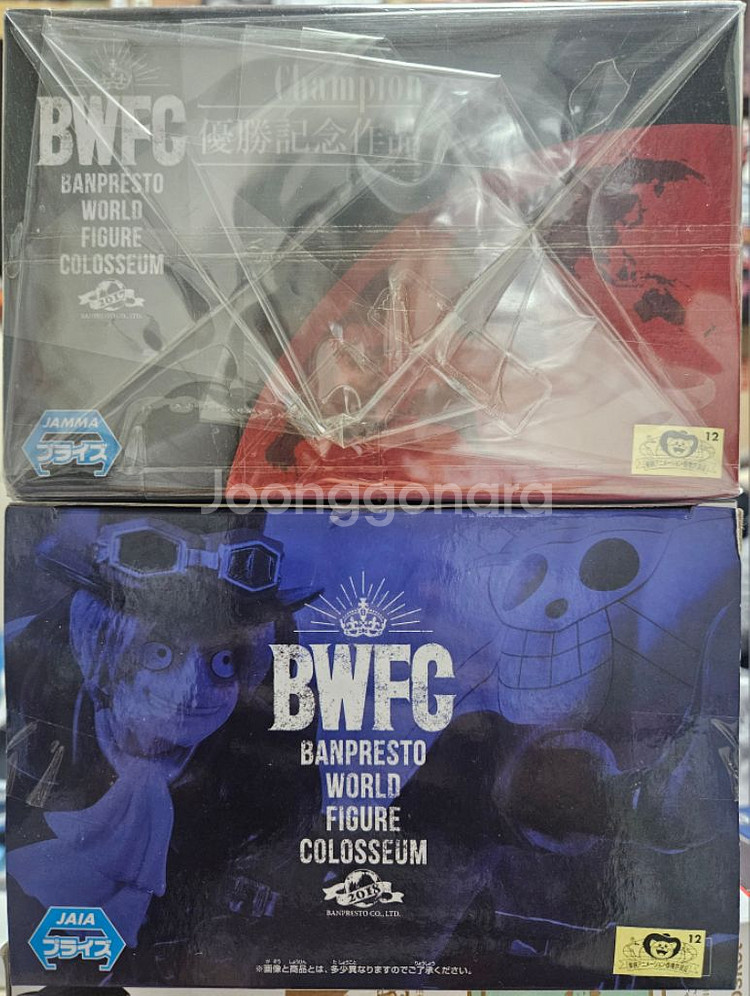 Champion
BWFC 優勝記念作品
BANPRESTO
WORLD
FIGURE
COLOSSEUM
2017
BANPRESTO CO., LTD.
JAMMA
プライズ
12
Joonggonara
BWFC
BANPRESTO
WORLD
FIGURE
COLOSSEUM
2018
BANPRESTO CO., LTD.
JAIA
プライズ
12
※画像と商品とは、多少異なりますのでご了承ください。